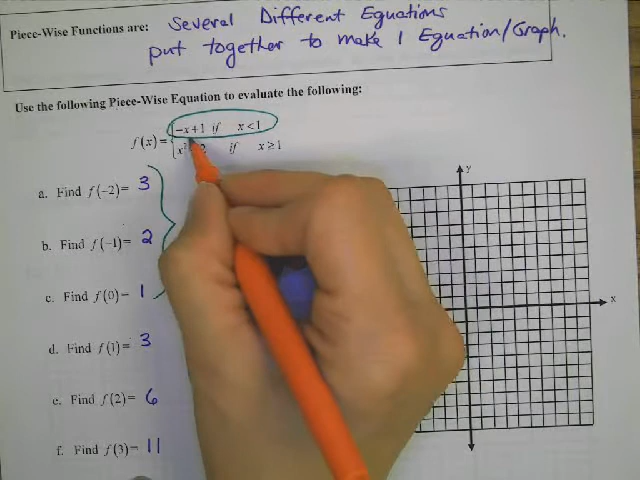 Piece-Wise Functions are: Several Different Equations
put together to make 1 Equation/Graph.
Use the following Piece-Wise Equation to evaluate the following:
f(x)= { -x+1 if x<1
x² 2 if x≥1
a. Find f(-2)= 3
b. Find f(-1)= 2
c. Find f(0)= 1
d. Find f(1)= 3
e. Find f(2)= 6
f. Find f(3)= 11
y
x